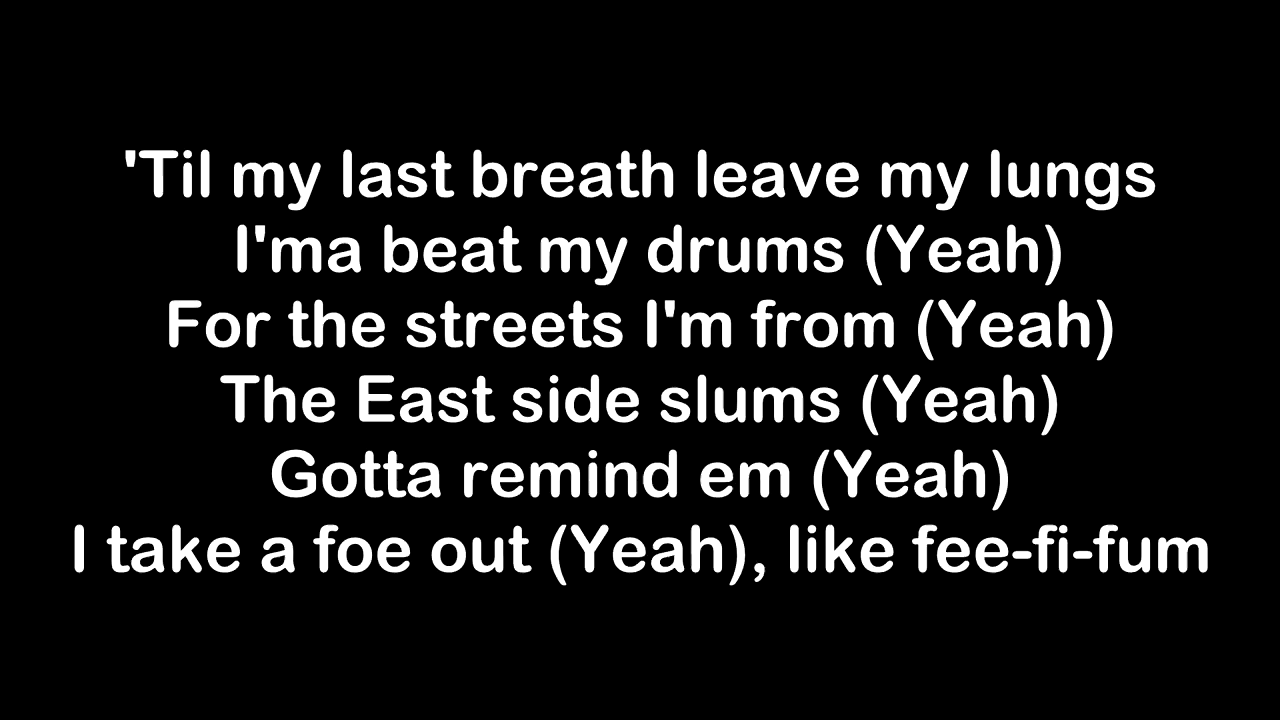 'Til my last breath leave my lungs
I'ma beat my drums (Yeah)
For the streets I'm from (Yeah)
The East side slums (Yeah)
Gotta remind em (Yeah)
I take a foe out (Yeah), like fee-fi-fum